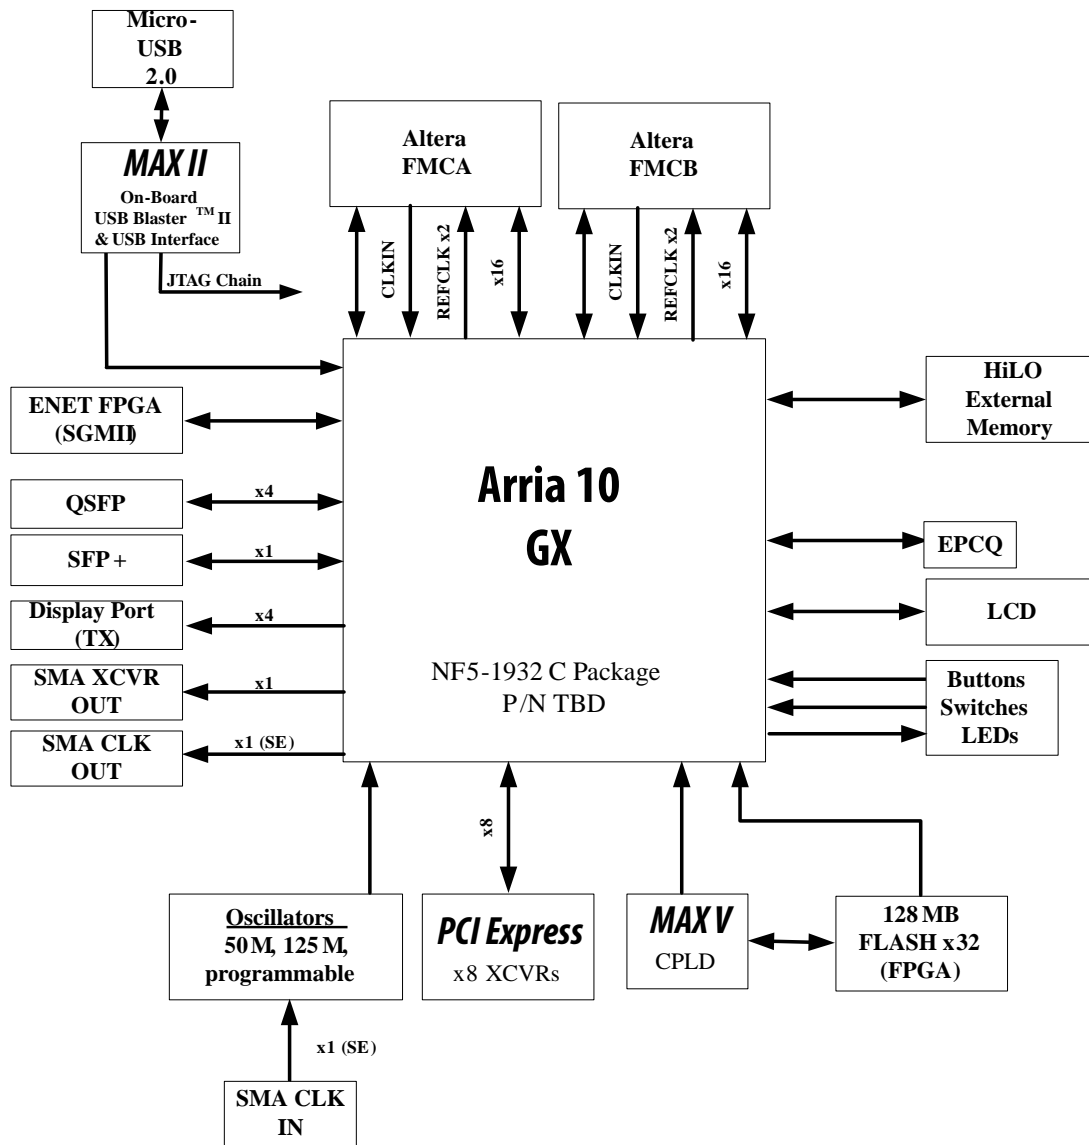 Micro-
USB
2.0
MAX II
On-Board
USB Blaster ™ II
& USB Interface
JTAG Chain
Altera
FMCA
Altera
FMCB
CLKIN
REFCLK x2
x16
CLKIN
REFCLK x2
x16
ENET FPGA
(SGMII)
QSFP
x4
SFP +
x1
Display Port
(TX)
x4
SMA XCVR
OUT
x1
SMA CLK
OUT
x1 (SE)
Arria 10
GX
NF5-1932 C Package
P/N TBD
HiLO
External
Memory
EPCQ
LCD
Buttons
Switches
LEDs
x8
Oscillators
50M, 125M,
programmable
PCI Express
x8 XCVRs
MAX V
CPLD
128 MB
FLASH x32
(FPGA)
x1 (SE)
SMA CLK
IN